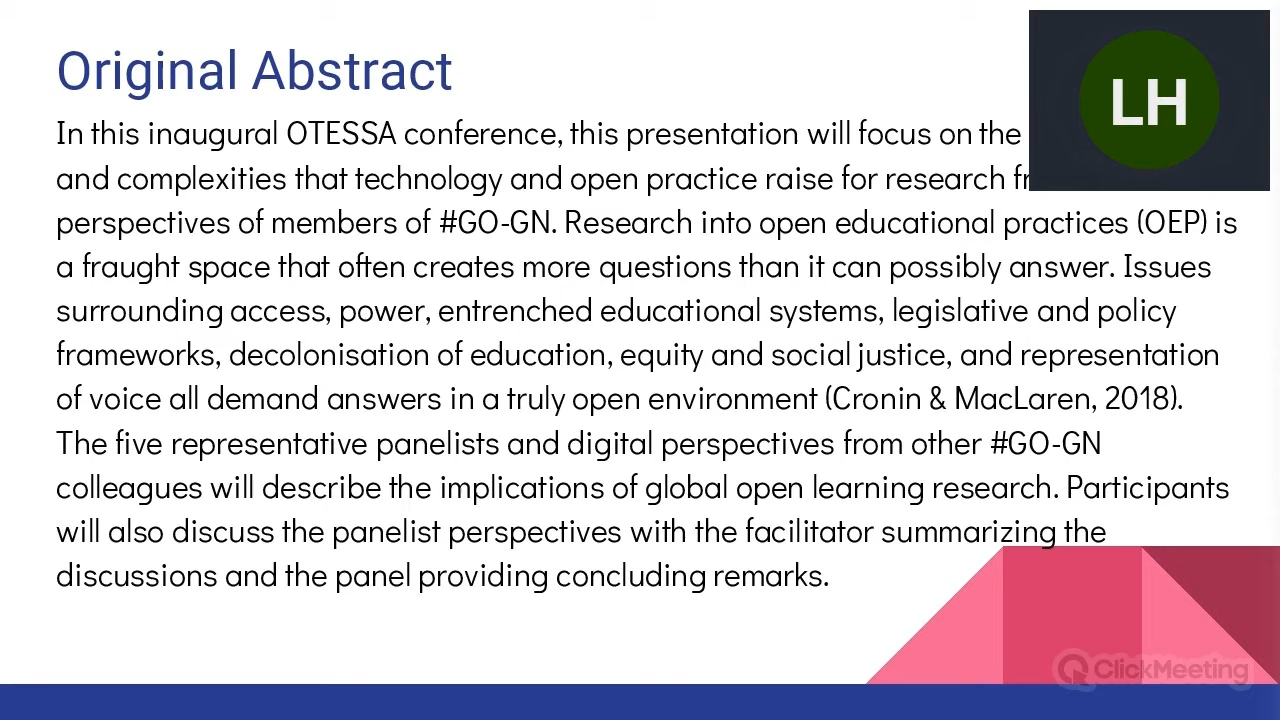 Original Abstract
LH
In this inaugural OTESSA conference, this presentation will focus on the
and complexities that technology and open practice raise for research
perspectives of members of #GO-GN. Research into open educational practices (OEP) is
a fraught space that often creates more questions than it can possibly answer. Issues
surrounding access, power, entrenched educational systems, legislative and policy
frameworks, decolonisation of education, equity and social justice, and representation
of voice all demand answers in a truly open environment (Cronin & MacLaren, 2018).
The five representative panelists and digital perspectives from other #GO-GN
colleagues will describe the implications of global open learning research. Participants
will also discuss the panelist perspectives with the facilitator summarizing the
discussions and the panel providing concluding remarks.
ClickMeeting